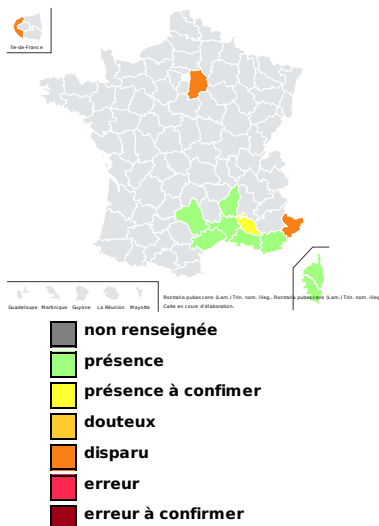 Île-de-France
Guadeloupe Martinique Guyane La Réunion Mayotte
Rostraria pubescens (Lam.) Trin. nom. illeg., Rostraria pubescens (Lam.) Trin. nom. illeg
Carte en cours d'élaboration.
non renseignée
présence
présence à confimer
douteux
disparu
erreur
erreur à confirmer